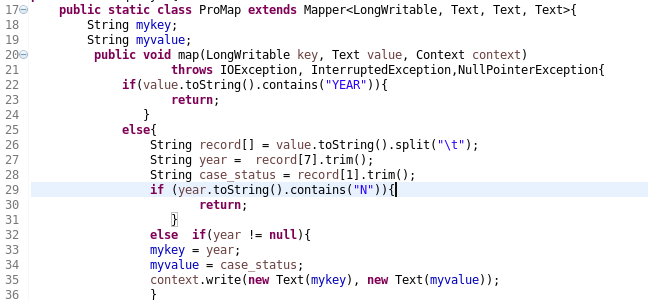 17 public static class ProMap extends Mapper<LongWritable, Text, Text, Text>{
18 String mykey;
19 String myvalue;
20 public void map(LongWritable key, Text value, Context context)
21 throws IOException, InterruptedException,NullPointerException{
22 if(value.toString().contains("YEAR")){
23 return;
24 }
25 else{
26 String record[] = value.toString().split("\t");
27 String year =  record[7].trim();
28 String case_status = record[1].trim();
29 if (year.toString().contains("N")){
30 return;
31 }
32 else  if(year != null){
33 mykey = year;
34 myvalue = case_status;
35 context.write(new Text(mykey), new Text(myvalue));
36 }